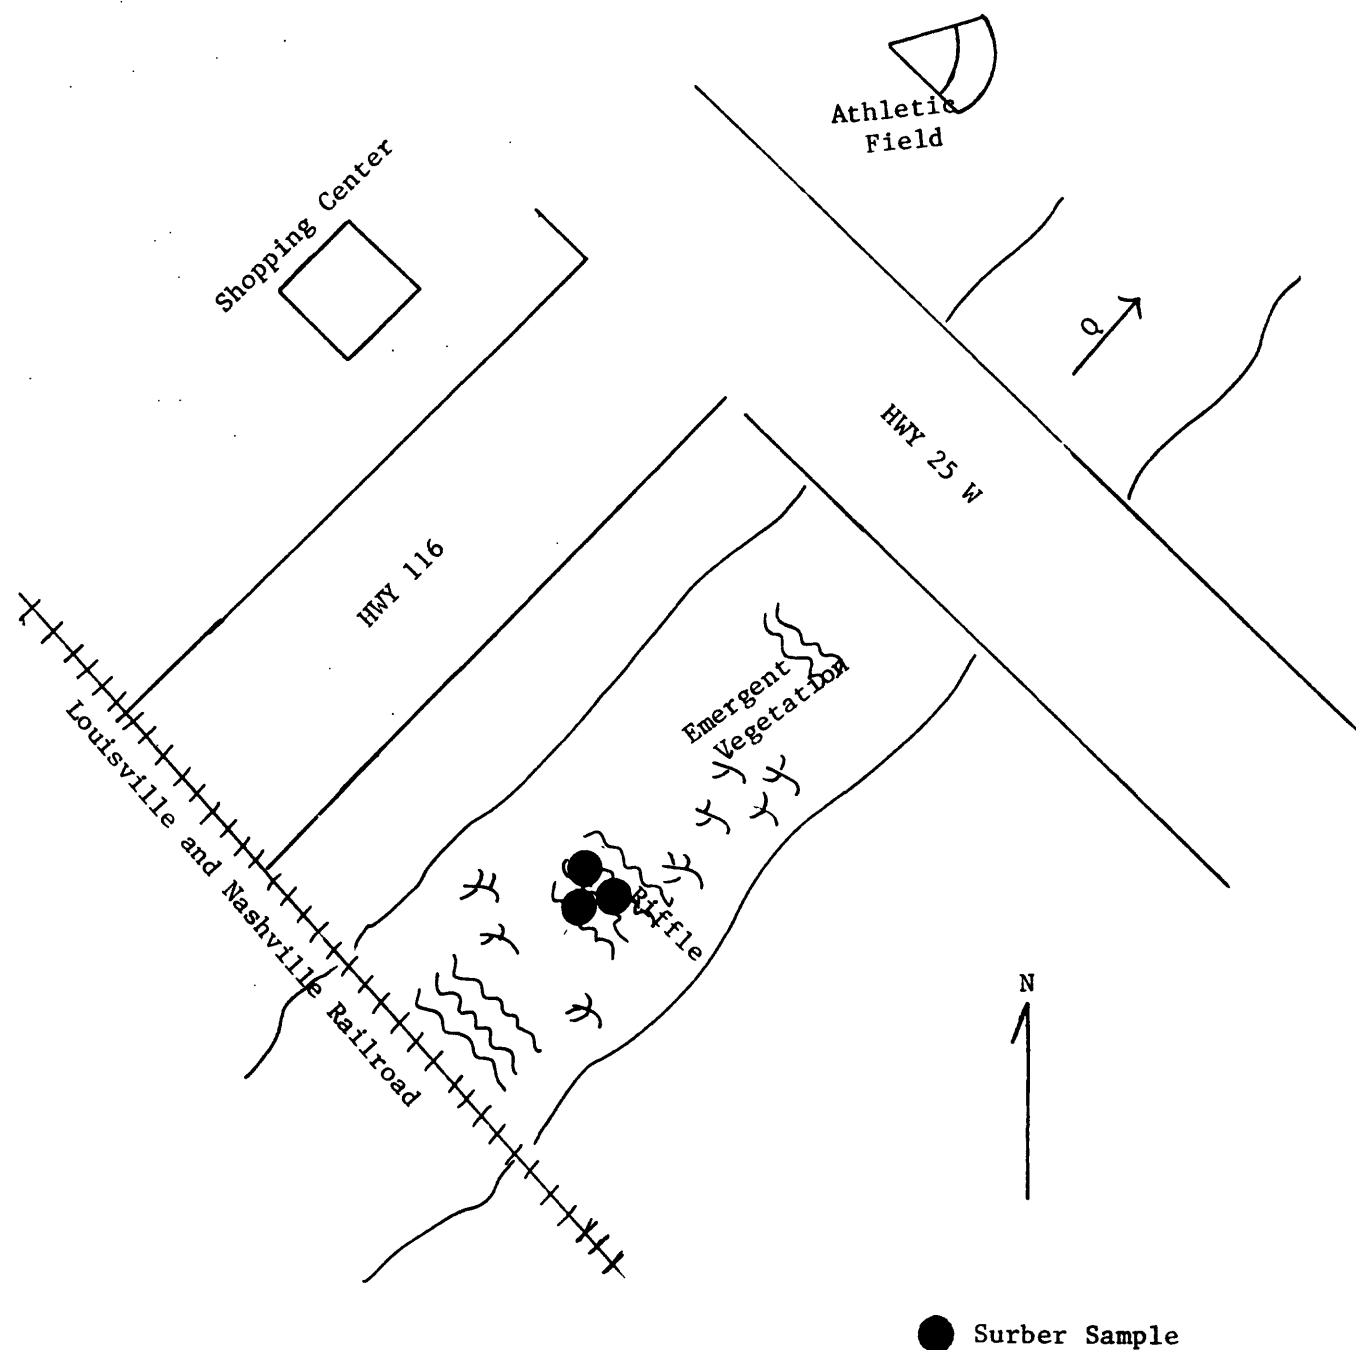 Athletic
Field
Shopping Center
Q
HWY 25 W
HWY 116
Emergent
Vegetation
Louisville and Nashville Railroad
Riffle
N
Surber Sample